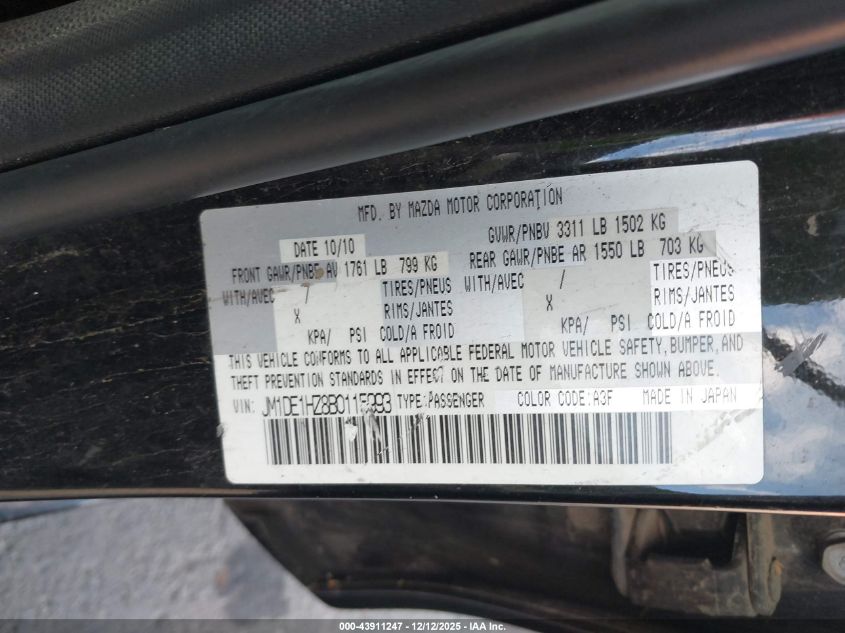 MFD. BY MAZDA MOTOR CORPORATION
DATE 10/10 GVWR/PNBV 3311 LB 1502 KG
FRONT GAWR/PNBE AV 1761 LB 799 KG REAR GAWR/PNBE AR 1550 LB 703 KG
WITH/AVEC / TIRES/PNEUS WITH/AVEC / TIRES/PNEUS
X RIMS/JANTES X RIMS/JANTES
KPA/ PSI COLD/A FROID KPA/ PSI COLD/A FROID
THIS VEHICLE CONFORMS TO ALL APPLICABLE FEDERAL MOTOR VEHICLE SAFETY, BUMPER, AND
THEFT PREVENTION STANDARDS IN EFFECT ON THE DATE OF MANUFACTURE SHOWN ABOVE.
VIN: JM1DE1HZ8B0115993 TYPE:PASSENGER COLOR CODE:A3F MADE IN JAPAN
000-43911247 - 12/12/2025 - IAA Inc.